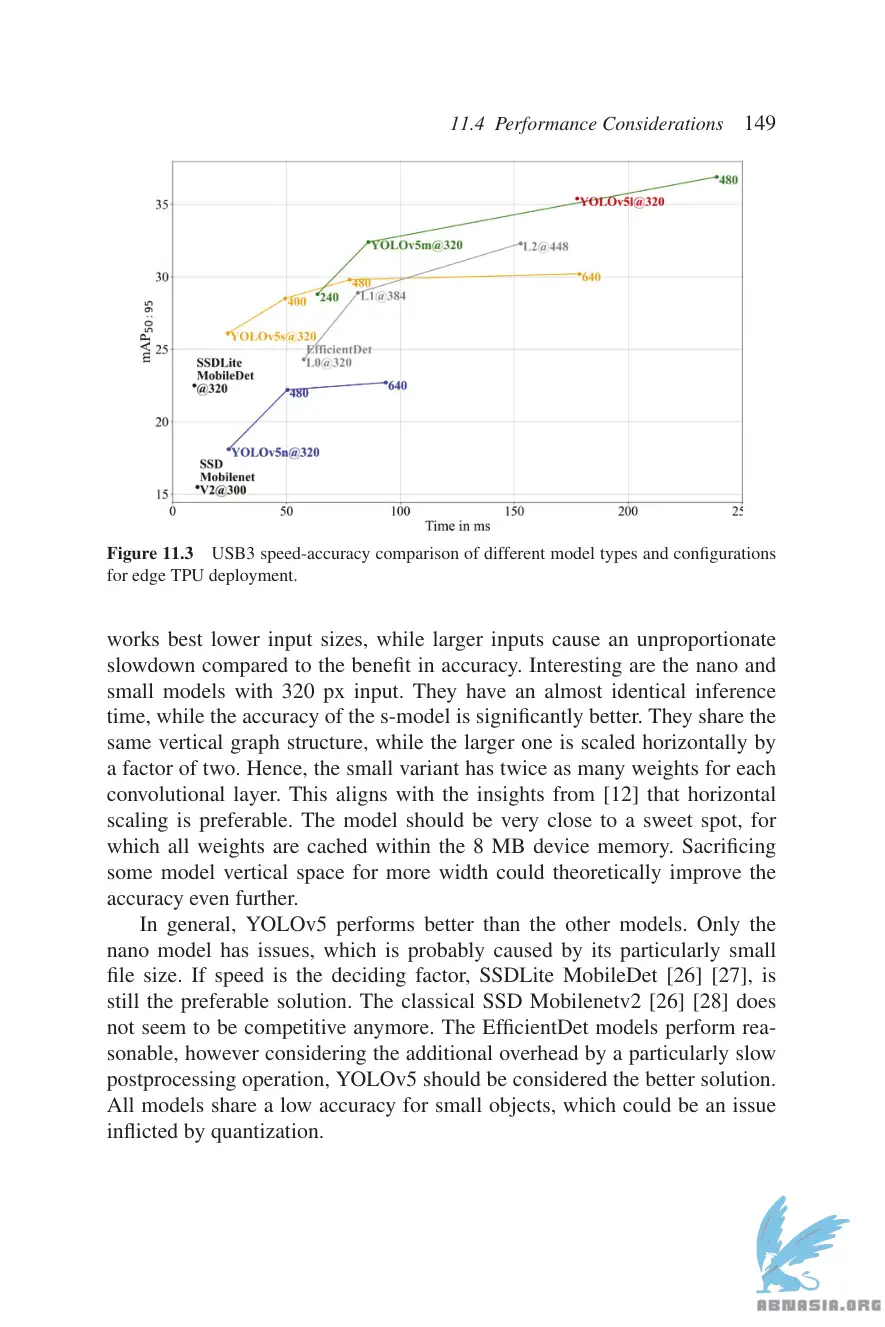 11.4 Performance Considerations 149
35
30
25
20
15
mAP50:95
480
YOLOv5l@320
YOLOv5m@320
L2@448
640
480
240
L1@384
400
YOLOv5s@320
EfficientDet
L0@320
SSDLite
MobileDet
@320
640
480
YOLOv5n@320
SSD
Mobilenet
V2@300
0 50 100 150 200 25
Time in ms
Figure 11.3 USB3 speed-accuracy comparison of different model types and configurations
for edge TPU deployment.
works best lower input sizes, while larger inputs cause an unproportionate
slowdown compared to the benefit in accuracy. Interesting are the nano and
small models with 320 px input. They have an almost identical inference
time, while the accuracy of the s-model is significantly better. They share the
same vertical graph structure, while the larger one is scaled horizontally by
a factor of two. Hence, the small variant has twice as many weights for each
convolutional layer. This aligns with the insights from [12] that horizontal
scaling is preferable. The model should be very close to a sweet spot, for
which all weights are cached within the 8 MB device memory. Sacrificing
some model vertical space for more width could theoretically improve the
accuracy even further.
In general, YOLOv5 performs better than the other models. Only the
nano model has issues, which is probably caused by its particularly small
file size. If speed is the deciding factor, SSDLite MobileDet [26] [27], is
still the preferable solution. The classical SSD Mobilenetv2 [26] [28] does
not seem to be competitive anymore. The EfficientDet models perform rea-
sonable, however considering the additional overhead by a particularly slow
postprocessing operation, YOLOv5 should be considered the better solution.
All models share a low accuracy for small objects, which could be an issue
inflicted by quantization.
ABNASIA.ORG